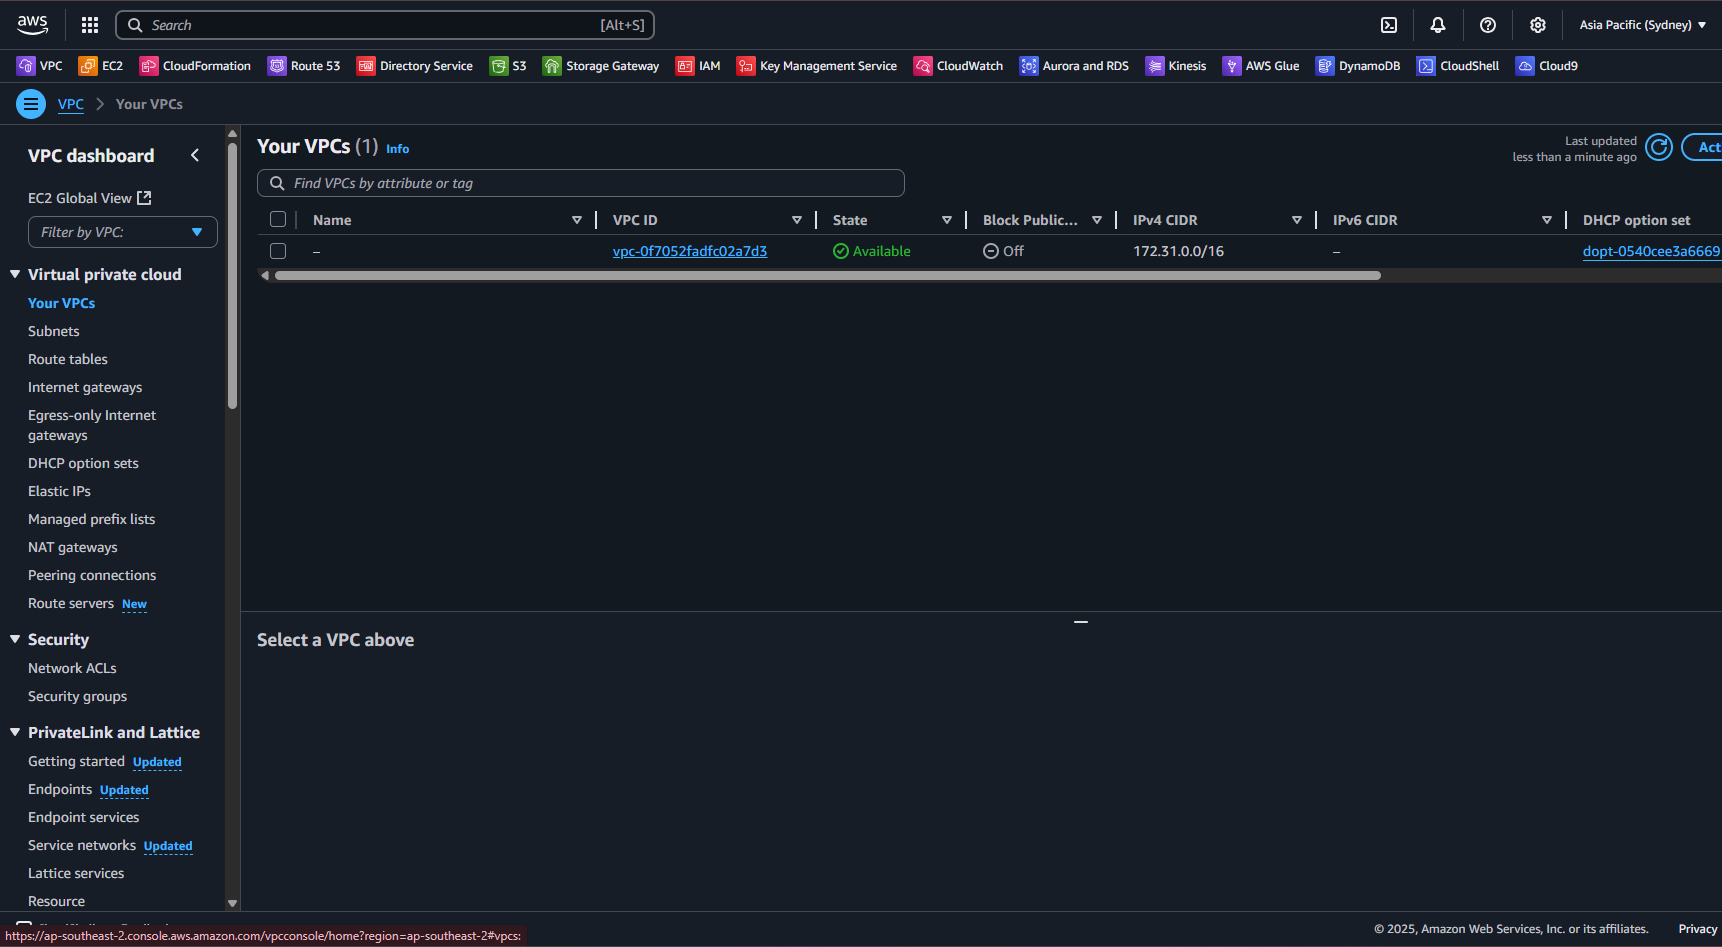 aws
Search [Alt+S]
Asia Pacific (Sydney)
VPC EC2 CloudFormation Route 53 Directory Service S3 Storage Gateway IAM Key Management Service CloudWatch Aurora and RDS Kinesis AWS Glue DynamoDB CloudShell Cloud9
VPC Your VPCs
VPC dashboard
EC2 Global View
Filter by VPC:
Virtual private cloud
Your VPCs
Subnets
Route tables
Internet gateways
Egress-only Internet
gateways
DHCP option sets
Elastic IPs
Managed prefix lists
NAT gateways
Peering connections
Route servers New
Security
Network ACLs
Security groups
PrivateLink and Lattice
Getting started Updated
Endpoints Updated
Endpoint services
Service networks Updated
Lattice services
Resource
Your VPCs (1) Info
Last updated
less than a minute ago
Act
Find VPCs by attribute or tag
Name VPC ID State Block Public... IPv4 CIDR IPv6 CIDR DHCP option set
– vpc-0f7052fadfc02a7d3 Available Off 172.31.0.0/16 – dopt-0540cee3a6669
Select a VPC above
https://ap-southeast-2.console.aws.amazon.com/vpcconsole/home?region=ap-southeast-2#vpcs:
© 2025, Amazon Web Services, Inc. or its affiliates. Privacy